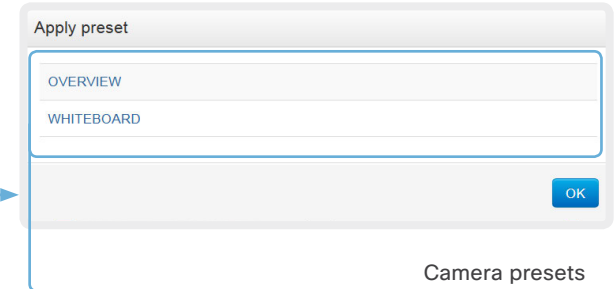 Apply preset
OVERVIEW
WHITEBOARD
OK
Camera presets